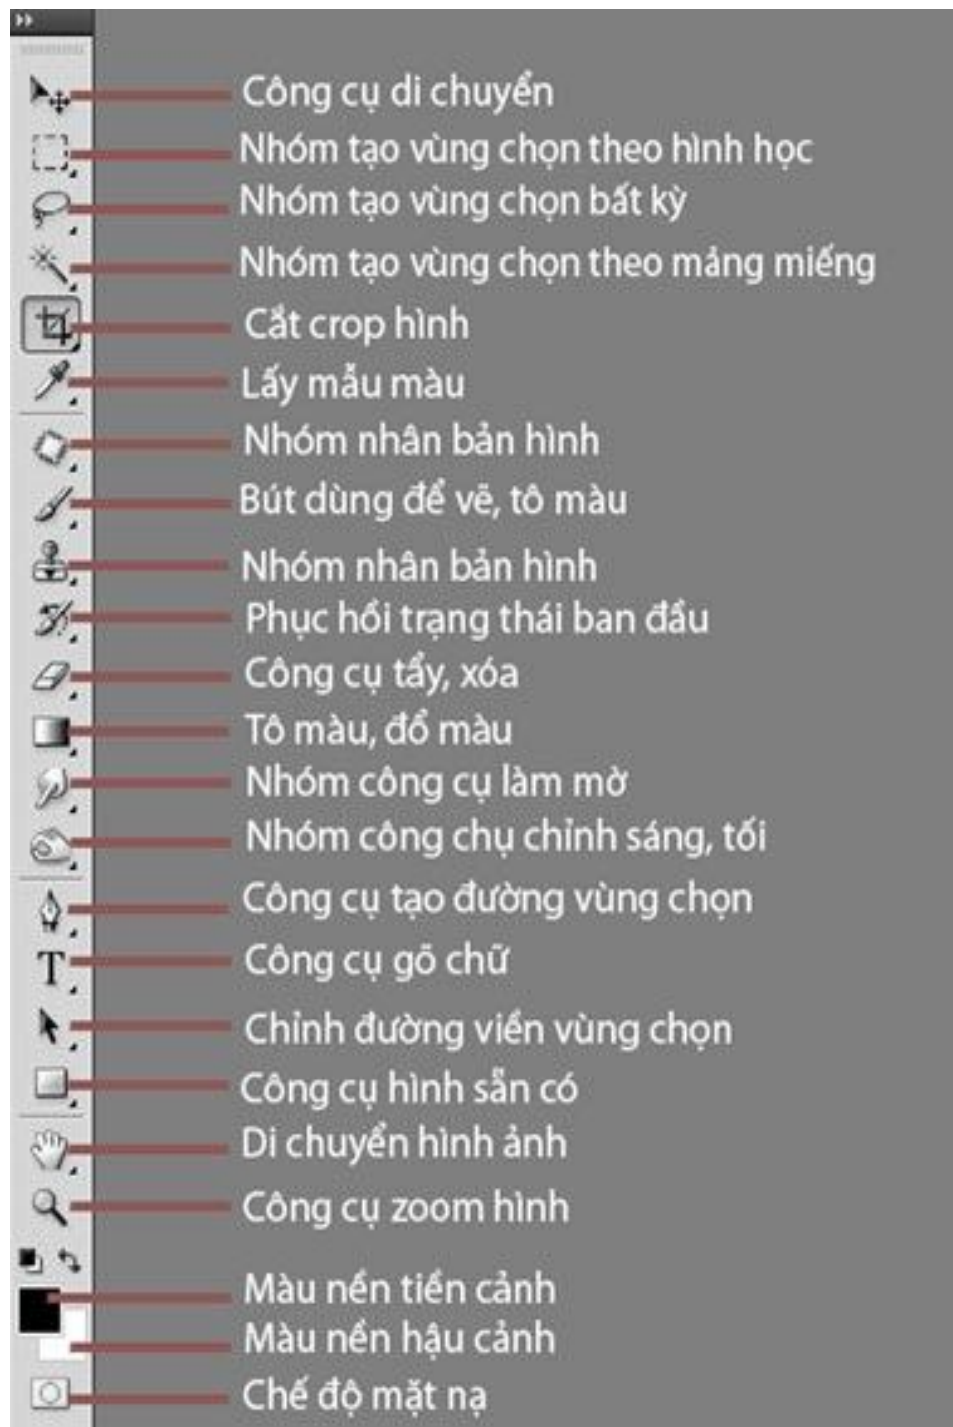 Công cụ di chuyển
Nhóm tạo vùng chọn theo hình học
Nhóm tạo vùng chọn bất kỳ
Nhóm tạo vùng chọn theo mảng miếng
Cắt crop hình
Lấy mẫu màu
Nhóm nhân bản hình
Bút dùng để vẽ, tô màu
Nhóm nhân bản hình
Phục hồi trạng thái ban đầu
Công cụ tẩy, xóa
Tô màu, đổ màu
Nhóm công cụ làm mờ
Nhóm công chụ chỉnh sáng, tối
Công cụ tạo đường vùng chọn
Công cụ gõ chữ
Chỉnh đường viền vùng chọn
Công cụ hình sẵn có
Di chuyển hình ảnh
Công cụ zoom hình
Màu nền tiền cảnh
Màu nền hậu cảnh
Chế độ mặt nạ